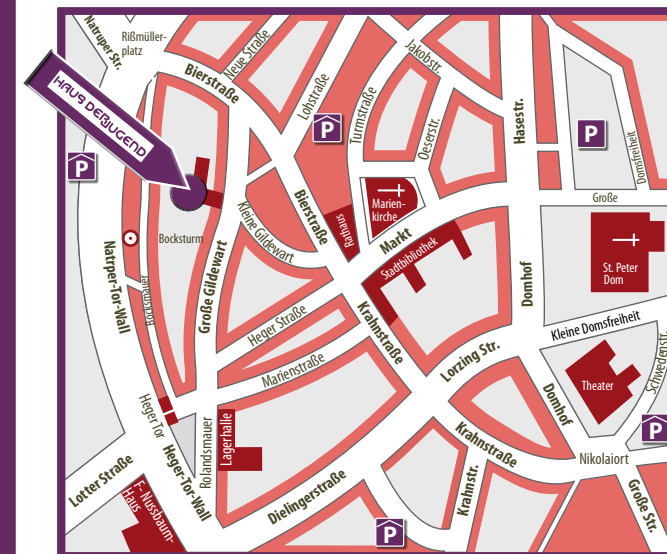 Natruper Str.
Rißmüller-
platz
Bierstraße
Neue Straße
Lohstraße
Jakobstr.
Turmstraße
Oeserstr.
Hasestr.
Domsfreiheit
HAUS DER JUGEND
P
P
P
Große
Marien-
kirche
Rathaus
Bierstraße
Markt
Stadtbibliothek
Kleine Gildewart
Bocksturm
Große Gildewart
Natrper-Tor-Wall
Bocksmauer
St. Peter
Dom
Domhof
Kleine Domsfreiheit
Heger Straße
Marienstraße
Krahnstraße
Lorzing Str.
Theater
Schwedenstr.
Domhof
Heger Tor
Heger-Tor-Wall
Rolandsmauer
Lagerhalle
P
Krahnstraße
Nikolaiort
Lotter Straße
F.-Nussbaum-
Haus
Dielingerstraße
Krahnstr.
Große Str.
P